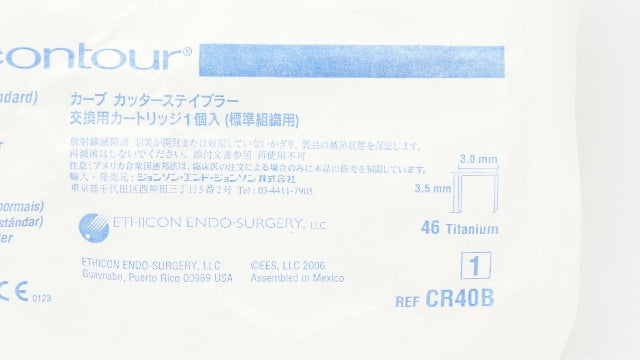 contour®
ndard)
カーブ カッターステイプラー
交換用カートリッジ1個入 (標準組織用)
放射線滅菌済 包装が開封または破損していないかぎり、製品の滅菌状態を保証します。
再滅菌はしないでください。添付文書参照 再使用不可
注意:アメリカ合衆国連邦法は、臨床医の注文による場合のみに本品の販売を制限しています。
輸入・発売元:ジョンソン・エンド・ジョンソン株式会社
東京都千代田区西神田三丁目5番2号 Tel:03-4411-7905
3.0 mm
3.5 mm
normais)
stándar)
ter
ETHICON ENDO-SURGERY, LLC
46 Titanium
ETHICON ENDO-SURGERY, LLC
Guaynabo, Puerto Rico 00969 USA
©EES, LLC 2006
Assembled in Mexico
1
CE 0123
REF CR40B